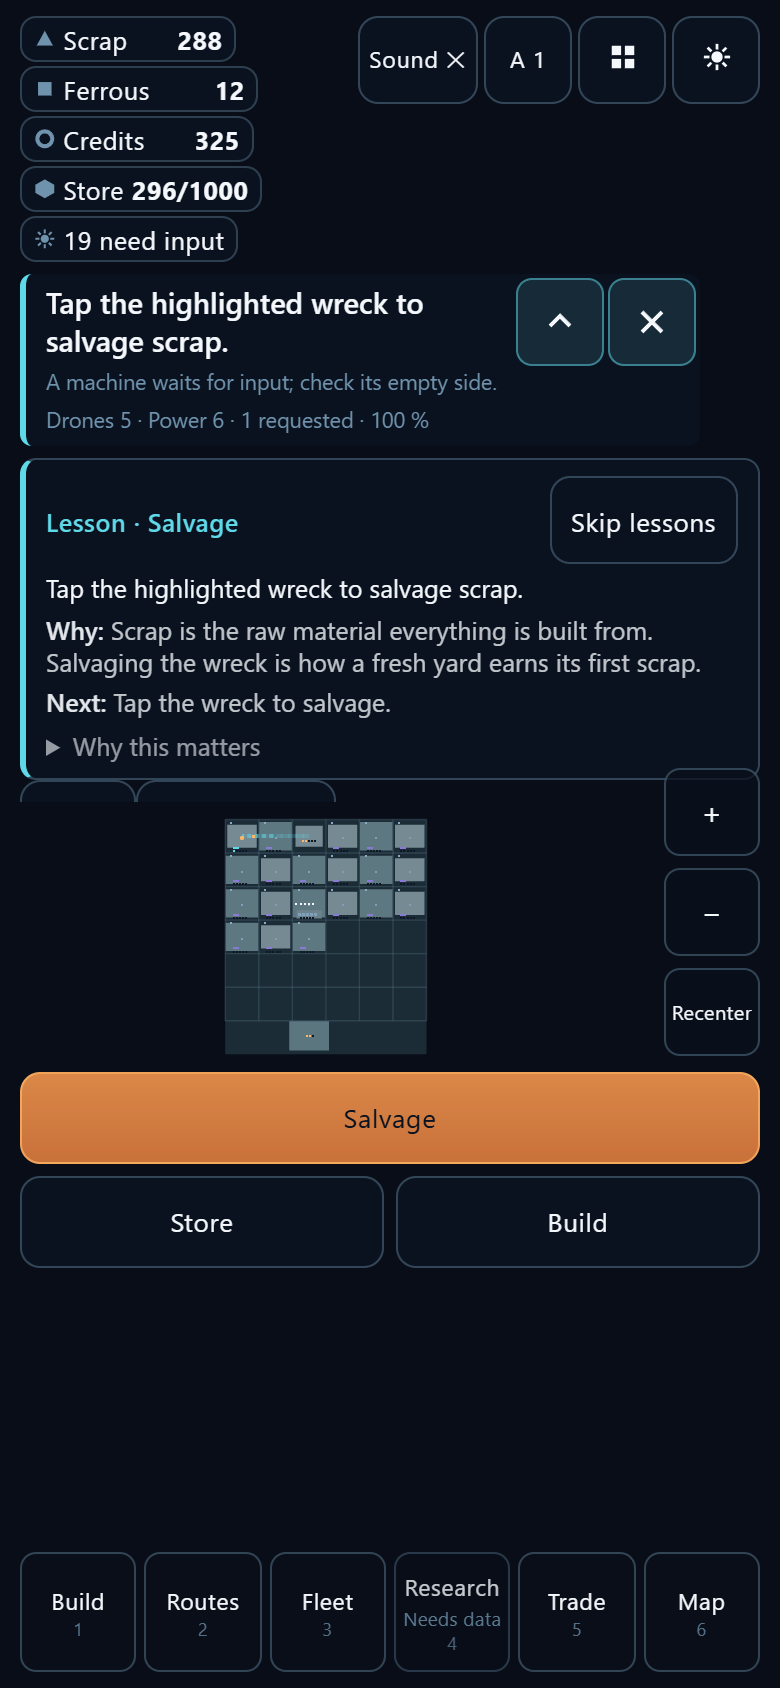 Scrap 288
Ferrous 12
Credits 325
Store 296/1000
19 need input
Sound ×
A 1
Tap the highlighted wreck to
salvage scrap.
A machine waits for input; check its empty side.
Drones 5 · Power 6 · 1 requested · 100 %
Lesson · Salvage
Skip lessons
Tap the highlighted wreck to salvage scrap.
Why: Scrap is the raw material everything is built from.
Salvaging the wreck is how a fresh yard earns its first scrap.
Next: Tap the wreck to salvage.
▶ Why this matters
+
−
Recenter
Salvage
Store
Build
Build
1
Routes
2
Fleet
3
Research
Needs data
4
Trade
5
Map
6